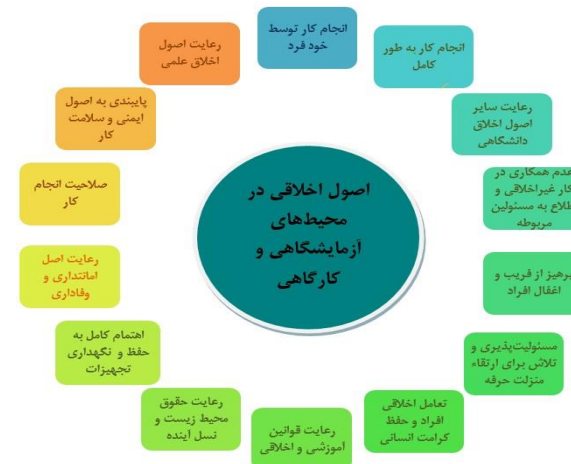 اصول اخلاقی در
محیط‌های
آزمایشگاهی و
کارگاهی
انجام کار توسط
خود فرد
انجام کار به طور
کامل
رعایت سایر
اصول اخلاق
دانشگاهی
عدم همکاری در
کار غیراخلاقی و
اطلاع به مسئولین
مربوطه
پرهیز از فریب و
اغفال افراد
مسئولیت‌پذیری و
تلاش برای ارتقاء
منزلت حرفه
تعامل اخلاقی
افراد و حفظ
کرامت انسانی
رعایت قوانین
آموزشی و اخلاقی
رعایت حقوق
محیط زیست و
نسل آینده
اهتمام کامل به
حفظ و نگهداری
تجهیزات
رعایت اصل
امانتداری و
وفاداری
صلاحیت انجام
کار
پایبندی به اصول
ایمنی و سلامت
کار
رعایت اصول
اخلاق علمی